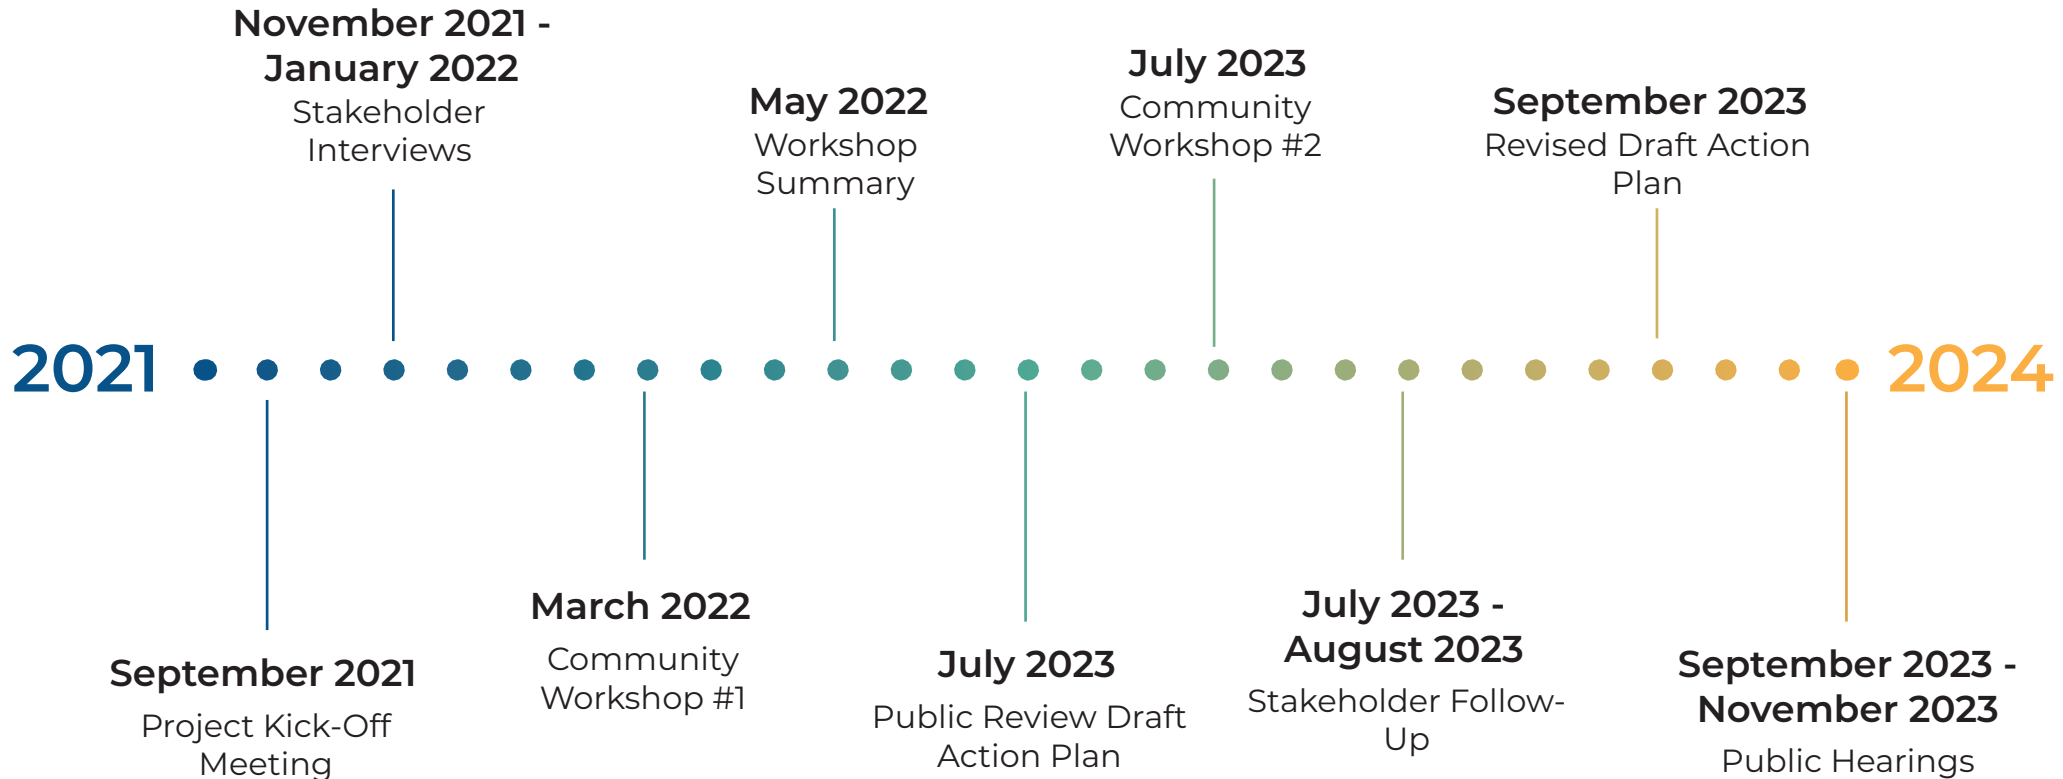 November 2021 -
January 2022
Stakeholder
Interviews
May 2022
Workshop
Summary
July 2023
Community
Workshop #2
September 2023
Revised Draft Action
Plan
2021
2024
September 2021
Project Kick-Off
Meeting
March 2022
Community
Workshop #1
July 2023
Public Review Draft
Action Plan
July 2023 -
August 2023
Stakeholder Follow-
Up
September 2023 -
November 2023
Public Hearings